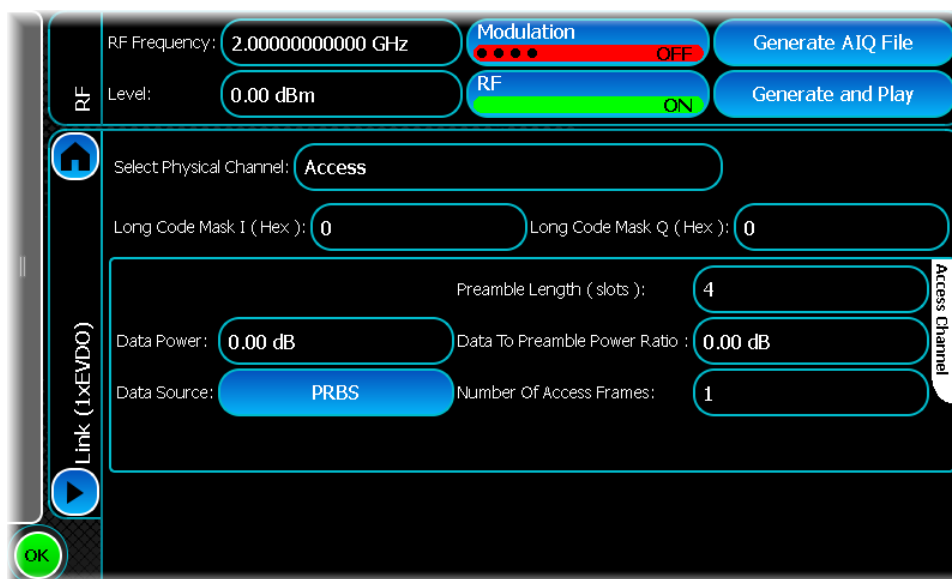 RF Frequency: 2.00000000000 GHz Modulation OFF Generate AIQ File
RF Level: 0.00 dBm RF ON Generate and Play
Select Physical Channel: Access
Long Code Mask I ( Hex ): 0 Long Code Mask Q ( Hex ): 0
Preamble Length ( slots ): 4
Data Power: 0.00 dB Data To Preamble Power Ratio : 0.00 dB
Data Source: PRBS Number Of Access Frames: 1
Access Channel
Link (1xEVDO)
OK